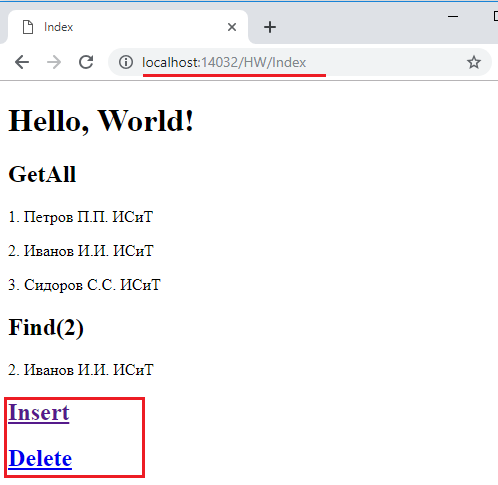 Index
localhost:14032/HW/Index
Hello, World!
GetAll
1. Петров П.П. ИСиТ
2. Иванов И.И. ИСиТ
3. Сидоров С.С. ИСиТ
Find(2)
2. Иванов И.И. ИСиТ
Insert
Delete